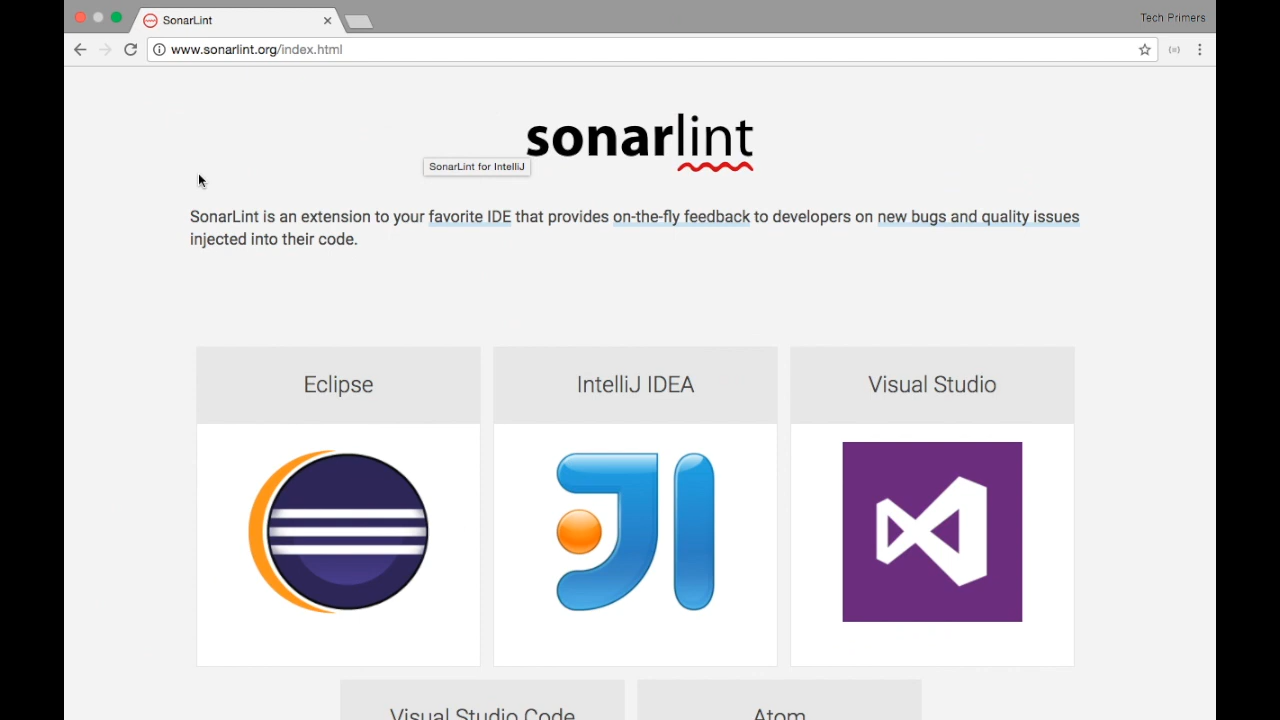 SonarLint
Tech Primers
www.sonarlint.org/index.html
sonarlint
SonarLint for IntelliJ
SonarLint is an extension to your favorite IDE that provides on-the-fly feedback to developers on new bugs and quality issues
injected into their code.
Eclipse
IntelliJ IDEA
Visual Studio
Visual Studio Code
Atom